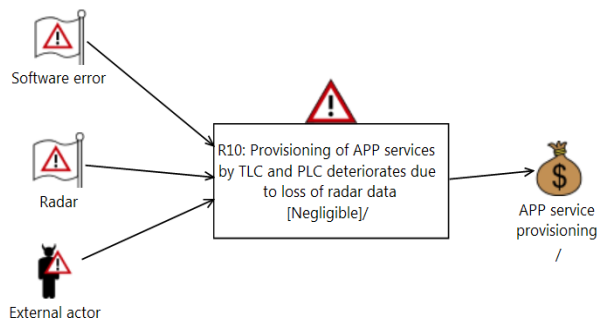 Software error
Radar
External actor
R10: Provisioning of APP services
by TLC and PLC deteriorates due
to loss of radar data
[Negligible]/
$
APP service
provisioning
/